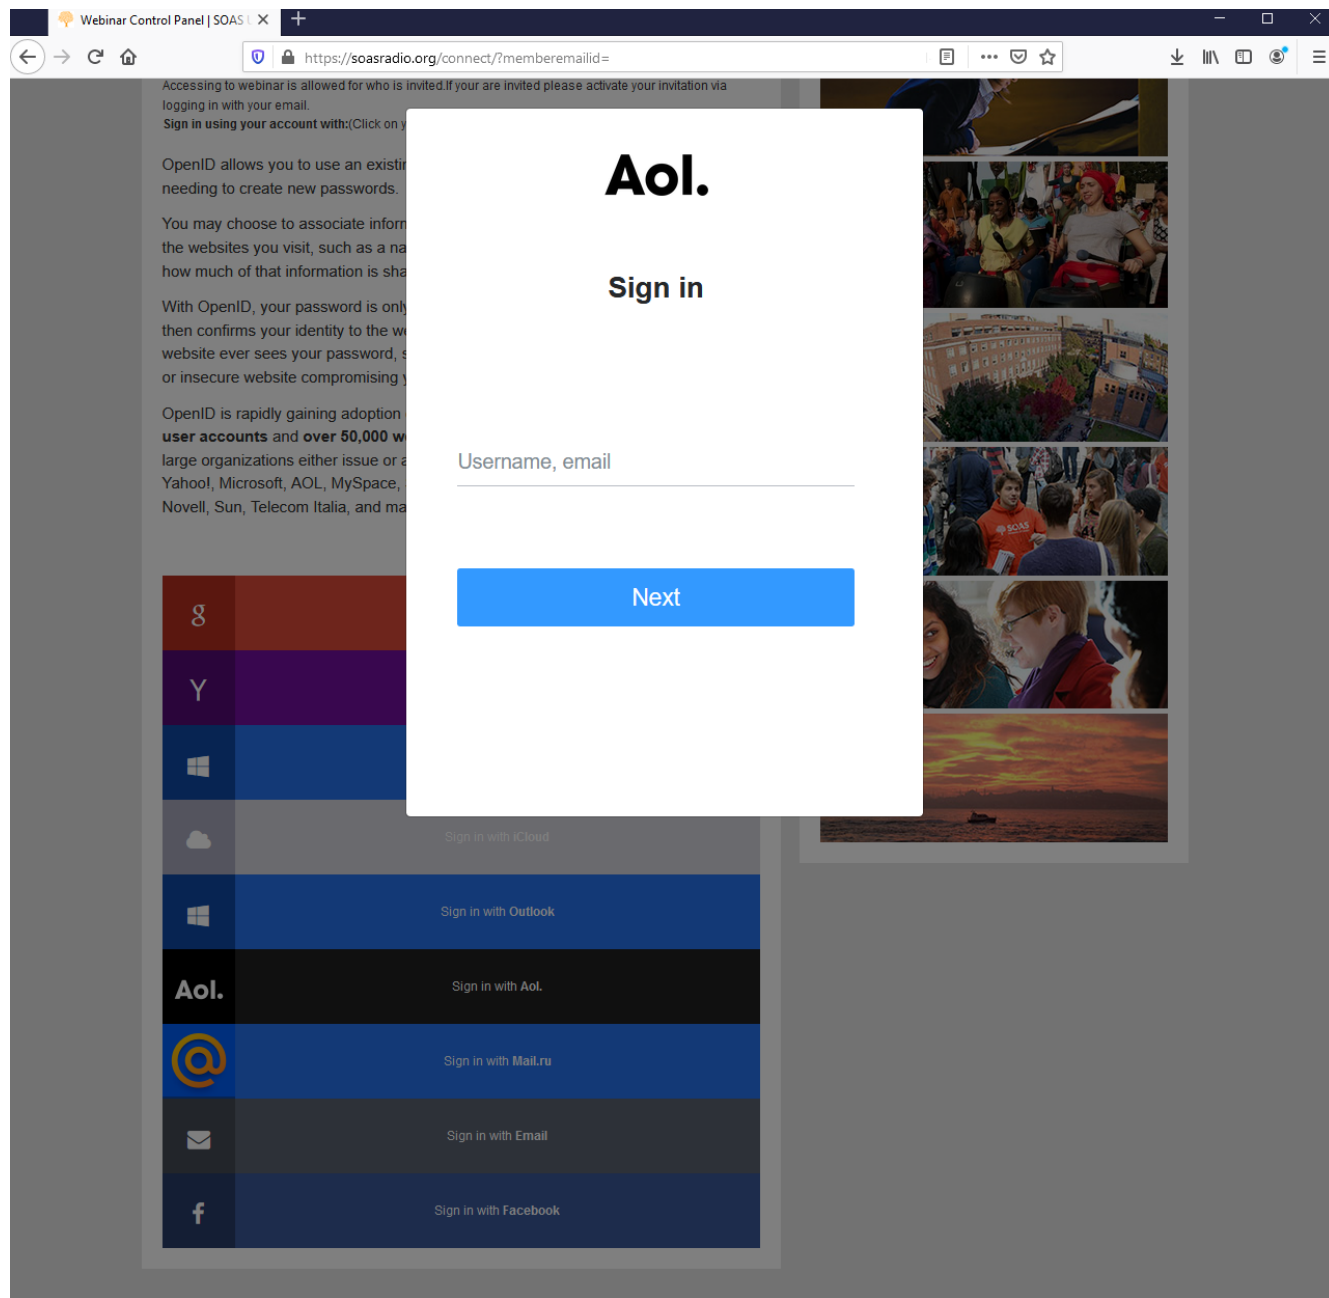 Webinar Control Panel | SOAS
https://soasradio.org/connect/?memberemailid=
Accessing to webinar is allowed for who is invited.If your are invited please activate your invitation via
logging in with your email.
Sign in using your account with:(Click on y
OpenID allows you to use an existin
needing to create new passwords.
You may choose to associate inform
the websites you visit, such as a na
how much of that information is sha
With OpenID, your password is only
then confirms your identity to the we
website ever sees your password, s
or insecure website compromising y
OpenID is rapidly gaining adoption
user accounts and over 50,000 we
large organizations either issue or a
Yahoo!, Microsoft, AOL, MySpace,
Novell, Sun, Telecom Italia, and ma
Aol.
Sign in
Username, email
Next
SOAS
g
Y
Sign in with iCloud
Sign in with Outlook
Aol.
Sign in with Aol.
@
Sign in with Mail.ru
Sign in with Email
f
Sign in with Facebook